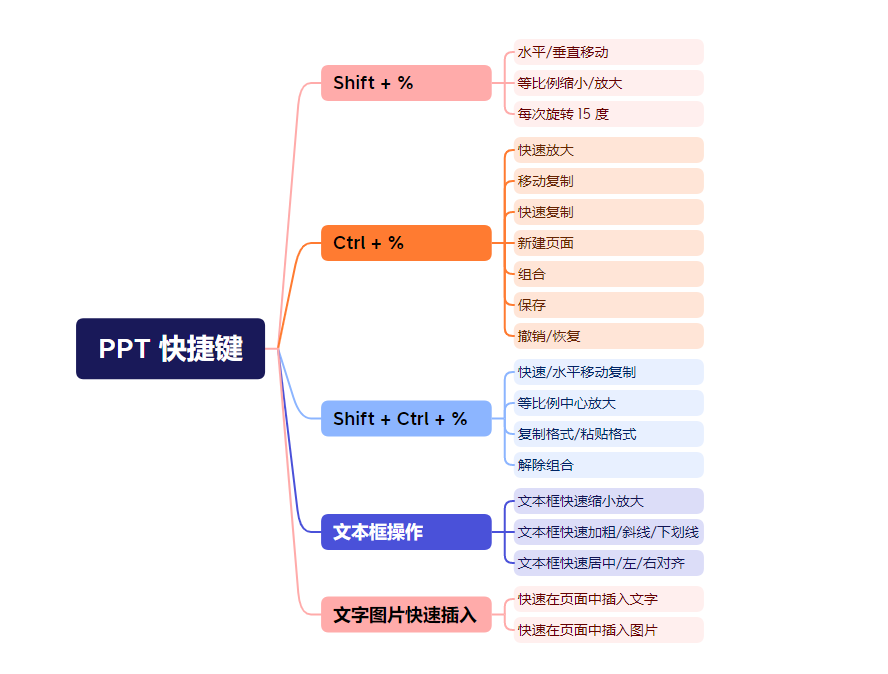 PPT 快捷键
Shift + %
水平/垂直移动
等比例缩小/放大
每次旋转 15 度
Ctrl + %
快速放大
移动复制
快速复制
新建页面
组合
保存
撤销/恢复
Shift + Ctrl + %
快速/水平移动复制
等比例中心放大
复制格式/粘贴格式
解除组合
文本框操作
文本框快速缩小放大
文本框快速加粗/斜线/下划线
文本框快速居中/左/右对齐
文字图片快速插入
快速在页面中插入文字
快速在页面中插入图片